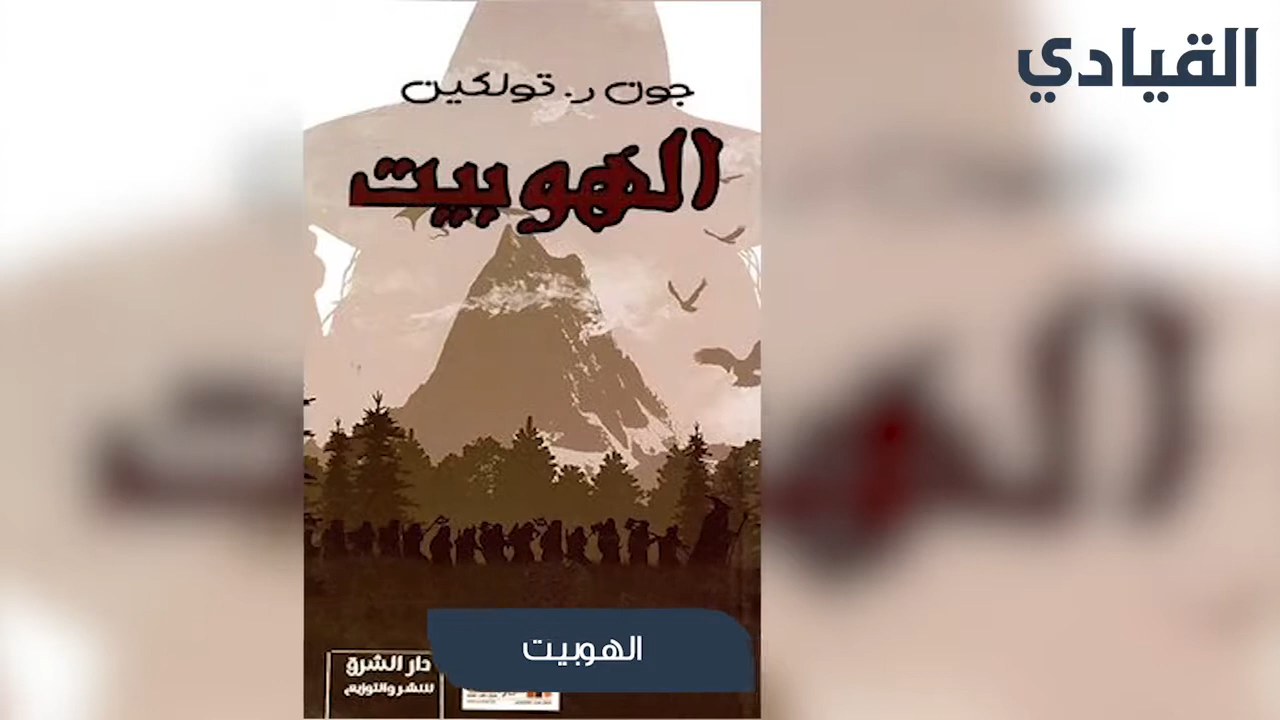 القيادي
جون ر. تولكين
الهوبيت
الهوبيت
دار الشرق
للنشر والتوزيع